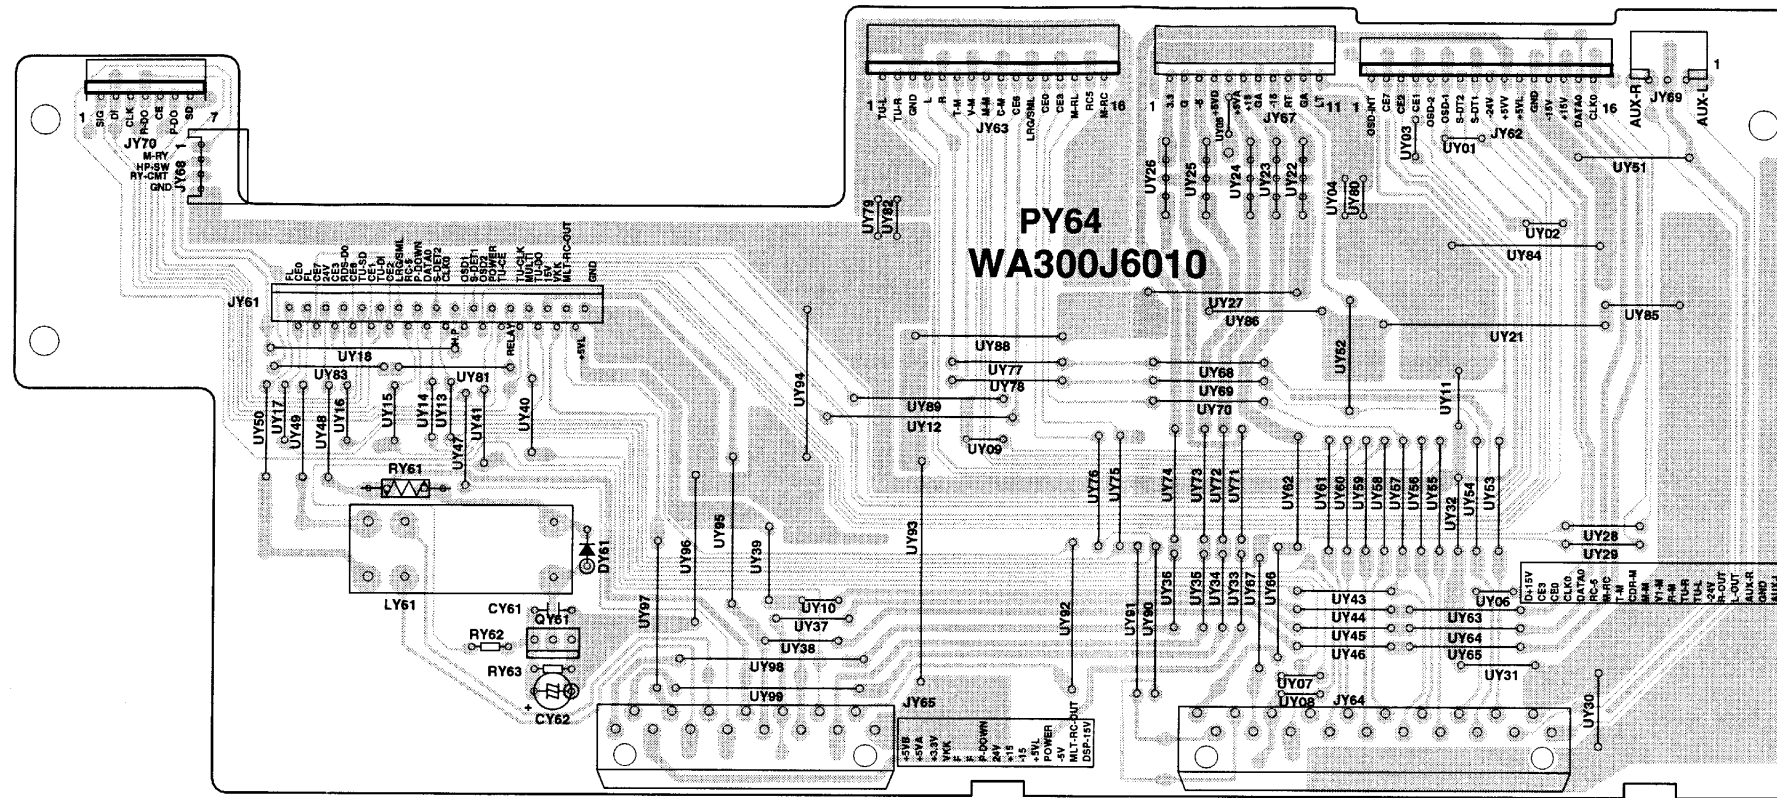 1
TU-L
TU-R
GND
L
R
T-M
Y-M
M-M
C-M
CE6
LRG/SML
CE0
CE3
M-RL
RC5
M-RC
16
JY63
1
3.3
G
-5
+5VD
+5VA
+15
GA
-15
RT
GA
LT
11
UY05
JY67
1
OSD-INT
CE7
CE2
CE1
OSD-2
OSD-1
S-DT2
S-DT1
-24V
+5VV
+5VL
GND
-15V
+15V
DATA0
CLK0
16
JY62
AUX-R
JY69
AUX-L
1
1
SIG
DI
CLK
R-DO
CE
P-DO
SD
7
JY70
M-RY
HP-SW
RY-CMT
GND
1
JY68
UY03
UY01
UY51
UY26
UY25
UY24
UY23
UY22
UY04
UY80
UY79
UY82
PY64
WA300J6010
UY02
UY84
FL
CE0
FL
CE7
24V
CE3
RDS-D0
CE6
TU-SD
CE1
TU-DI
CE2
LRG/SML
RC-5
P-DOWN
DATA0
S-DET2
CLK0
OSD1
S-DET1
OSD2
POWER
TU-CE
TU-CLK
MULTI
TU-DO
15V
VKK
MLT-RC-OUT
GND
JY61
H.P
RELAY
+5VL
UY27
UY86
UY52
UY21
UY85
UY18
UY83
UY81
UY94
UY88
UY77
UY78
UY68
UY69
UY70
UY89
UY12
UY09
UY11
UY50
UY17
UY49
UY48
UY16
UY15
UY14
UY13
UY47
UY41
UY40
RY61
UY76
UY75
UY74
UY73
UY72
UY71
UY62
UY61
UY60
UY59
UY58
UY57
UY56
UY55
UY32
UY54
UY53
UY97
UY96
UY95
UY39
UY93
UY28
UY29
DY61
LY61
CY61
QY61
RY62
RY63
CY62
UY10
UY37
UY38
UY98
UY99
UY92
UY91
UY90
UY36
UY35
UY34
UY33
UY67
UY66
UY43
UY44
UY45
UY46
UY06
UY63
UY64
UY65
UY31
UY07
UY08
UY30
D+15V
CE3
CE0
CLK0
DATA0
RC-5
M-RC
T-M
CDR-M
M-M
Y1-M
R-M
TU-R
TU-L
-24V
R-OUT
L-OUT
AUX-R
GND
AUX-L
JY65
JY64
+5VB
+5VA
+3.3V
VKK
F
F
P-DOWN
24V
+15
-15
+5VL
POWER
-5V
MLT-RC-OUT
DSP-15V
+